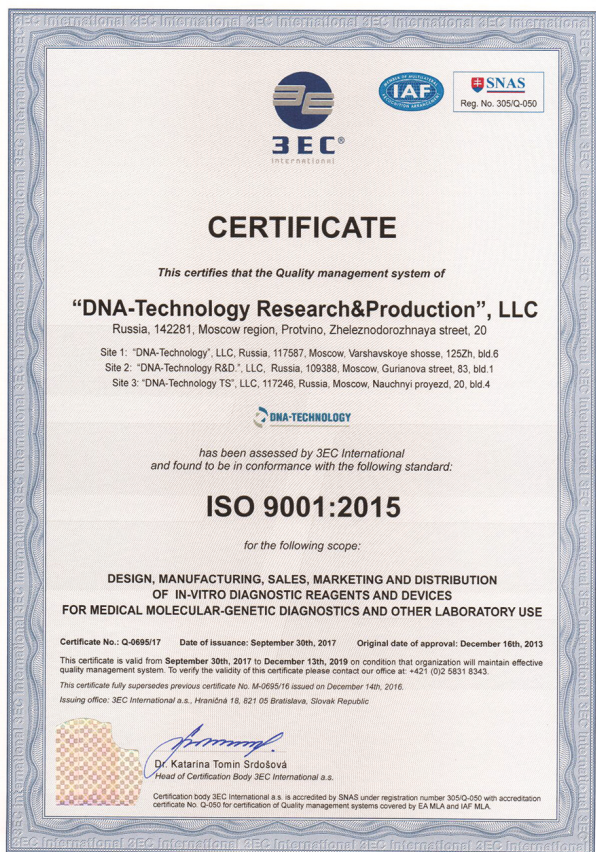 3EC International 3EC International 3EC International 3EC International 3EC International 3EC International
3EC®
International
MEMBER OF MULTILATERAL
IAF
RECOGNITION ARRANGEMENT
SNAS
Reg. No. 305/Q-050
CERTIFICATE
This certifies that the Quality management system of
“DNA-Technology Research&Production”, LLC
Russia, 142281, Moscow region, Protvino, Zheleznodorozhnaya street, 20
Site 1: “DNA-Technology”, LLC, Russia, 117587, Moscow, Varshavskoye shosse, 125Zh, bld.6
Site 2: “DNA-Technology R&D.”, LLC, Russia, 109388, Moscow, Gurianova street, 83, bld.1
Site 3: “DNA-Technology TS”, LLC, 117246, Russia, Moscow, Nauchnyi proyezd, 20, bld.4
DNA-TECHNOLOGY
has been assessed by 3EC International
and found to be in conformance with the following standard:
ISO 9001:2015
for the following scope:
DESIGN, MANUFACTURING, SALES, MARKETING AND DISTRIBUTION
OF IN-VITRO DIAGNOSTIC REAGENTS AND DEVICES
FOR MEDICAL MOLECULAR-GENETIC DIAGNOSTICS AND OTHER LABORATORY USE
Certificate No.: Q-0695/17 Date of issuance: September 30th, 2017 Original date of approval: December 16th, 2013
This certificate is valid from September 30th, 2017 to December 13th, 2019 on condition that organization will maintain effective
quality management system. To verify the validity of this certificate please contact our office at: +421 (0)2 5831 8343.
This certificate fully supersedes previous certificate No. M-0695/16 issued on December 14th, 2016.
Issuing office: 3EC International a.s., Hraničná 18, 821 05 Bratislava, Slovak Republic
Dr. Katarina Tomin Srdošová
Head of Certification Body 3EC International a.s.
Certification body 3EC International a.s. is accredited by SNAS under registration number 305/Q-050 with accreditation
certificate No. Q-050 for certification of Quality management systems covered by EA MLA and IAF MLA.